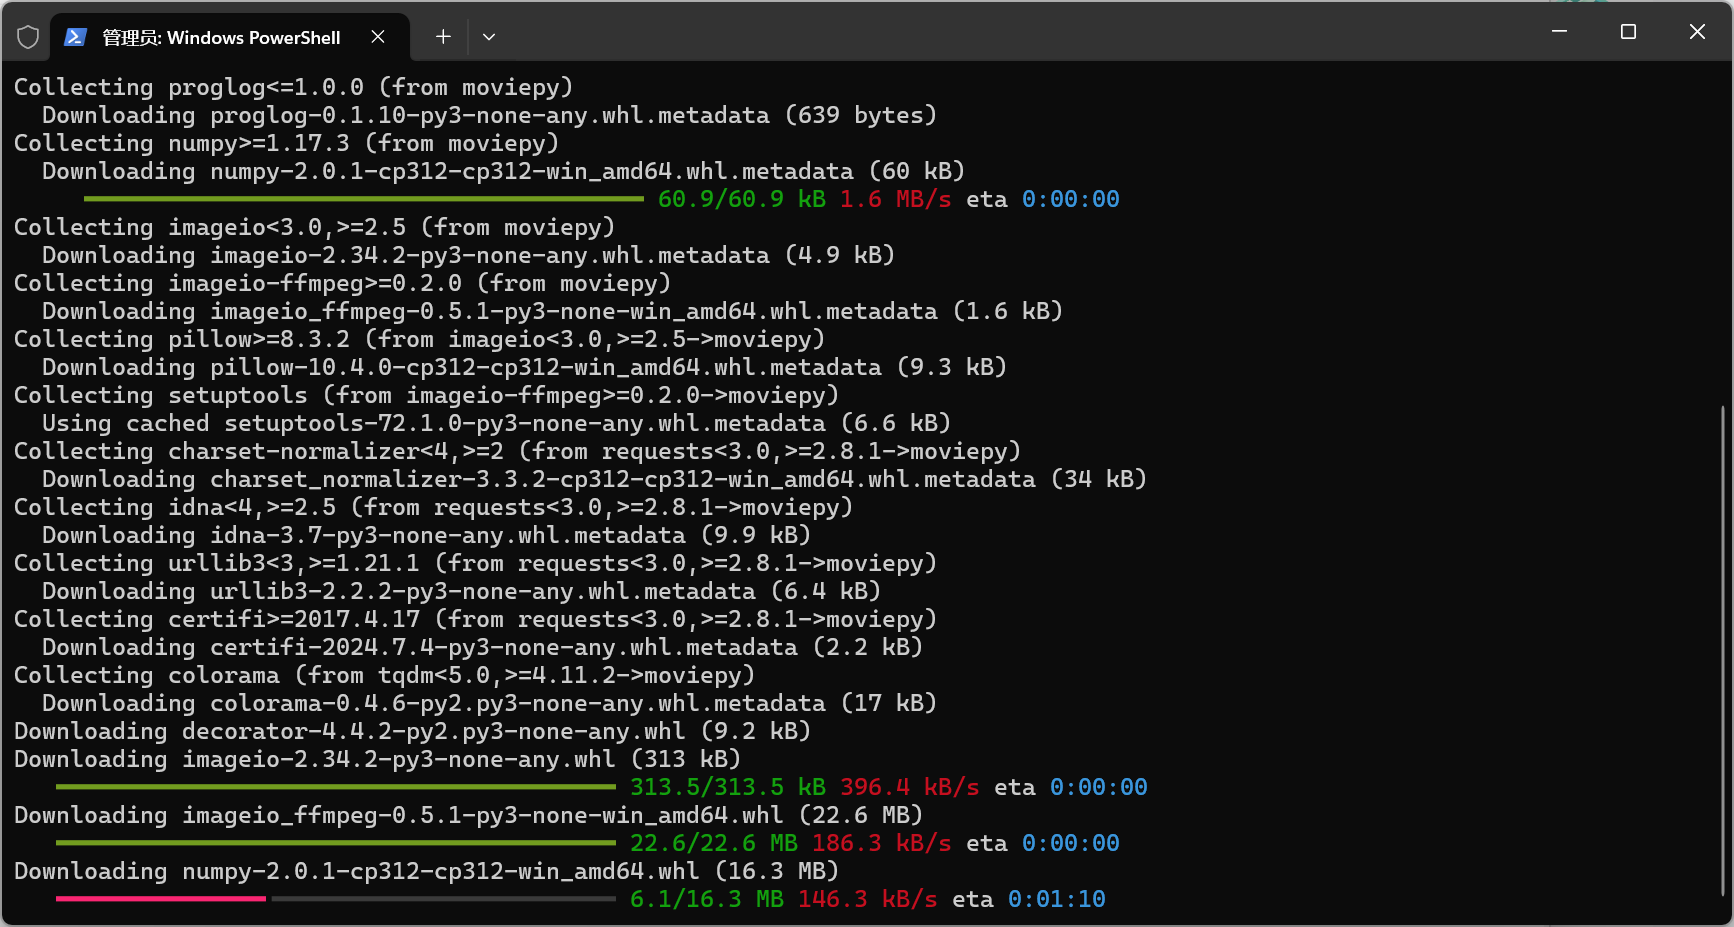 管理员: Windows PowerShell
Collecting proglog<=1.0.0 (from moviepy)
  Downloading proglog-0.1.10-py3-none-any.whl.metadata (639 bytes)
Collecting numpy>=1.17.3 (from moviepy)
  Downloading numpy-2.0.1-cp312-cp312-win_amd64.whl.metadata (60 kB)
     60.9/60.9 kB 1.6 MB/s eta 0:00:00
Collecting imageio<3.0,>=2.5 (from moviepy)
  Downloading imageio-2.34.2-py3-none-any.whl.metadata (4.9 kB)
Collecting imageio-ffmpeg>=0.2.0 (from moviepy)
  Downloading imageio_ffmpeg-0.5.1-py3-none-win_amd64.whl.metadata (1.6 kB)
Collecting pillow>=8.3.2 (from imageio<3.0,>=2.5->moviepy)
  Downloading pillow-10.4.0-cp312-cp312-win_amd64.whl.metadata (9.3 kB)
Collecting setuptools (from imageio-ffmpeg>=0.2.0->moviepy)
  Using cached setuptools-72.1.0-py3-none-any.whl.metadata (6.6 kB)
Collecting charset-normalizer<4,>=2 (from requests<3.0,>=2.8.1->moviepy)
  Downloading charset_normalizer-3.3.2-cp312-cp312-win_amd64.whl.metadata (34 kB)
Collecting idna<4,>=2.5 (from requests<3.0,>=2.8.1->moviepy)
  Downloading idna-3.7-py3-none-any.whl.metadata (9.9 kB)
Collecting urllib3<3,>=1.21.1 (from requests<3.0,>=2.8.1->moviepy)
  Downloading urllib3-2.2.2-py3-none-any.whl.metadata (6.4 kB)
Collecting certifi>=2017.4.17 (from requests<3.0,>=2.8.1->moviepy)
  Downloading certifi-2024.7.4-py3-none-any.whl.metadata (2.2 kB)
Collecting colorama (from tqdm<5.0,>=4.11.2->moviepy)
  Downloading colorama-0.4.6-py2.py3-none-any.whl.metadata (17 kB)
Downloading decorator-4.4.2-py2.py3-none-any.whl (9.2 kB)
Downloading imageio-2.34.2-py3-none-any.whl (313 kB)
   313.5/313.5 kB 396.4 kB/s eta 0:00:00
Downloading imageio_ffmpeg-0.5.1-py3-none-win_amd64.whl (22.6 MB)
   22.6/22.6 MB 186.3 kB/s eta 0:00:00
Downloading numpy-2.0.1-cp312-cp312-win_amd64.whl (16.3 MB)
   6.1/16.3 MB 146.3 kB/s eta 0:01:10